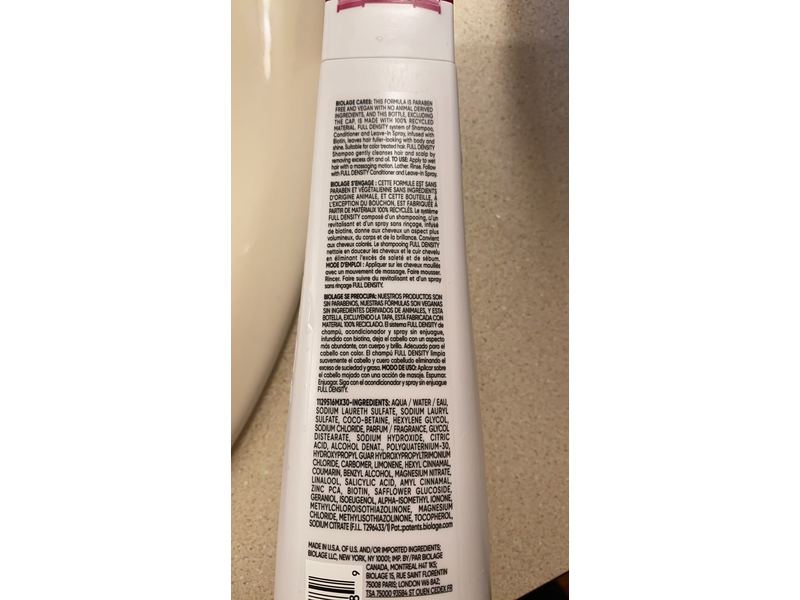 BIOLAGE CARES: THIS FORMULA IS PARABEN
FREE AND VEGAN WITH NO ANIMAL DERIVED
INGREDIENTS, AND THIS BOTTLE, EXCLUDING
THE CAP, IS MADE WITH 100% RECYCLED
MATERIAL. FULL DENSITY system of Shampoo,
Conditioner and Leave-In Spray, infused with
Biotin, leaves hair fuller-looking with body and
shine. Suitable for color treated hair. FULL DENSITY
Shampoo gently cleanses hair and scalp by
removing excess dirt and oil. TO USE: Apply to wet
hair with a massaging motion. Lather. Rinse. Follow
with FULL DENSITY Conditioner and Leave-In Spray.
BIOLAGE S'ENGAGE : CETTE FORMULE EST SANS
PARABEN ET VÉGÉTALIENNE SANS INGRÉDIENTS
D'ORIGINE ANIMALE, ET CETTE BOUTEILLE, À
L'EXCEPTION DU BOUCHON, EST FABRIQUÉE À
PARTIR DE MATÉRIAUX 100% RECYCLÉS. Le système
FULL DENSITY composé d'un shampooing, d'un
revitalisant et d'un spray sans rinçage, infusé
de biotine, donne aux cheveux un aspect plus
volumineux, du corps et de la brillance. Convient
aux cheveux colorés. Le shampooing FULL DENSITY
nettoie en douceur les cheveux et le cuir chevelu
en éliminant l'excès de saleté et de sébum.
MODE D'EMPLOI : Appliquer sur les cheveux mouillés
avec un mouvement de massage. Faire mousser.
Rincer. Faire suivre du revitalisant et d'un spray
sans rinçage FULL DENSITY.
BIOLAGE SE PREOCUPA: NUESTROS PRODUCTOS SON
SIN PARABENOS, NUESTRAS FÓRMULAS SON VEGANAS
SIN INGREDIENTES DERIVADOS DE ANIMALES, Y ESTA
BOTELLA, EXCLUYENDO LA TAPA, ESTÁ FABRICADA CON
MATERIAL 100% RECICLADO. El sistema FULL DENSITY de
champú, acondicionador y spray sin enjuague,
infundido con biotina, deja el cabello con un aspecto
más abundante, con cuerpo y brillo. Adecuado para el
cabello con color. El champú FULL DENSITY limpia
suavemente el cabello y cuero cabelludo eliminando el
exceso de suciedad y grasa. MODO DE USO: Aplicar sobre
el cabello mojado con una acción de masaje. Espumar.
Enjuagar. Siga con el acondicionador y spray sin enjuague
FULL DENSITY.
1129516MX30-INGREDIENTS: AQUA / WATER / EAU,
SODIUM LAURETH SULFATE, SODIUM LAURYL
SULFATE, COCO-BETAINE, HEXYLENE GLYCOL,
SODIUM CHLORIDE, PARFUM / FRAGRANCE, GLYCOL
DISTEARATE, SODIUM HYDROXIDE, CITRIC
ACID, ALCOHOL DENAT., POLYQUATERNIUM-30,
HYDROXYPROPYL GUAR HYDROXYPROPYLTRIMONIUM
CHLORIDE, CARBOMER, LIMONENE, HEXYL CINNAMAL,
COUMARIN, BENZYL ALCOHOL, MAGNESIUM NITRATE,
LINALOOL, SALICYLIC ACID, AMYL CINNAMAL,
ZINC PCA, BIOTIN, SAFFLOWER GLUCOSIDE,
GERANIOL, ISOEUGENOL, ALPHA-ISOMETHYL IONONE,
METHYLCHLOROISOTHIAZOLINONE, MAGNESIUM
CHLORIDE, METHYLISOTHIAZOLINONE, TOCOPHEROL,
SODIUM CITRATE (F.I.L. T296433/1) Pat.:patents.biolage.com
MADE IN U.S.A. OF U.S. AND/OR IMPORTED INGREDIENTS;
BIOLAGE LLC, NEW YORK, NY 10001; IMP. BY/PAR BIOLAGE
CANADA, MONTREAL H4T 1K5;
BIOLAGE 15, RUE SAINT FLORENTIN
75008 PARIS; LONDON W6 8AZ;
TSA 75000 93584 ST OUEN CEDEX.FR
9